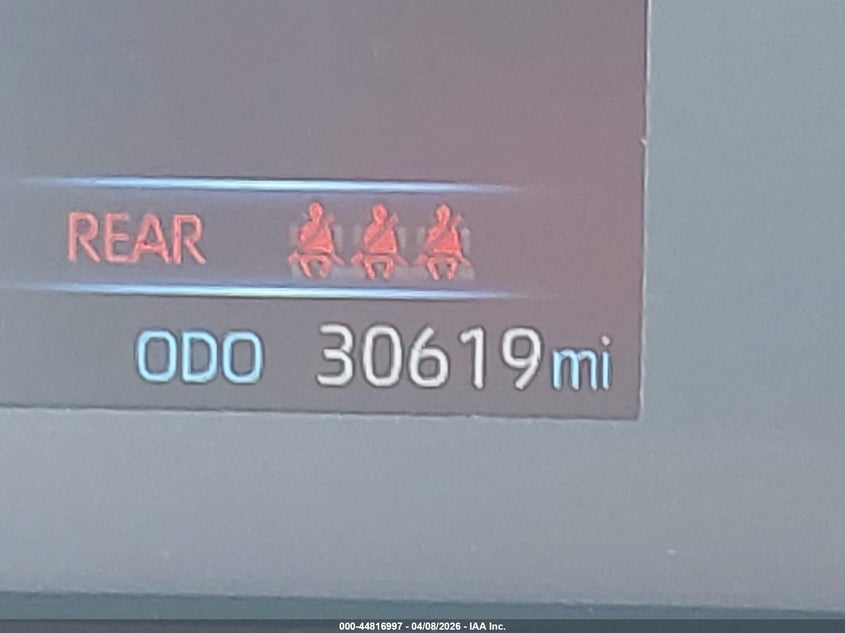 REAR
ODO 30619mi
000-44816997 - 04/08/2026 - IAA Inc.